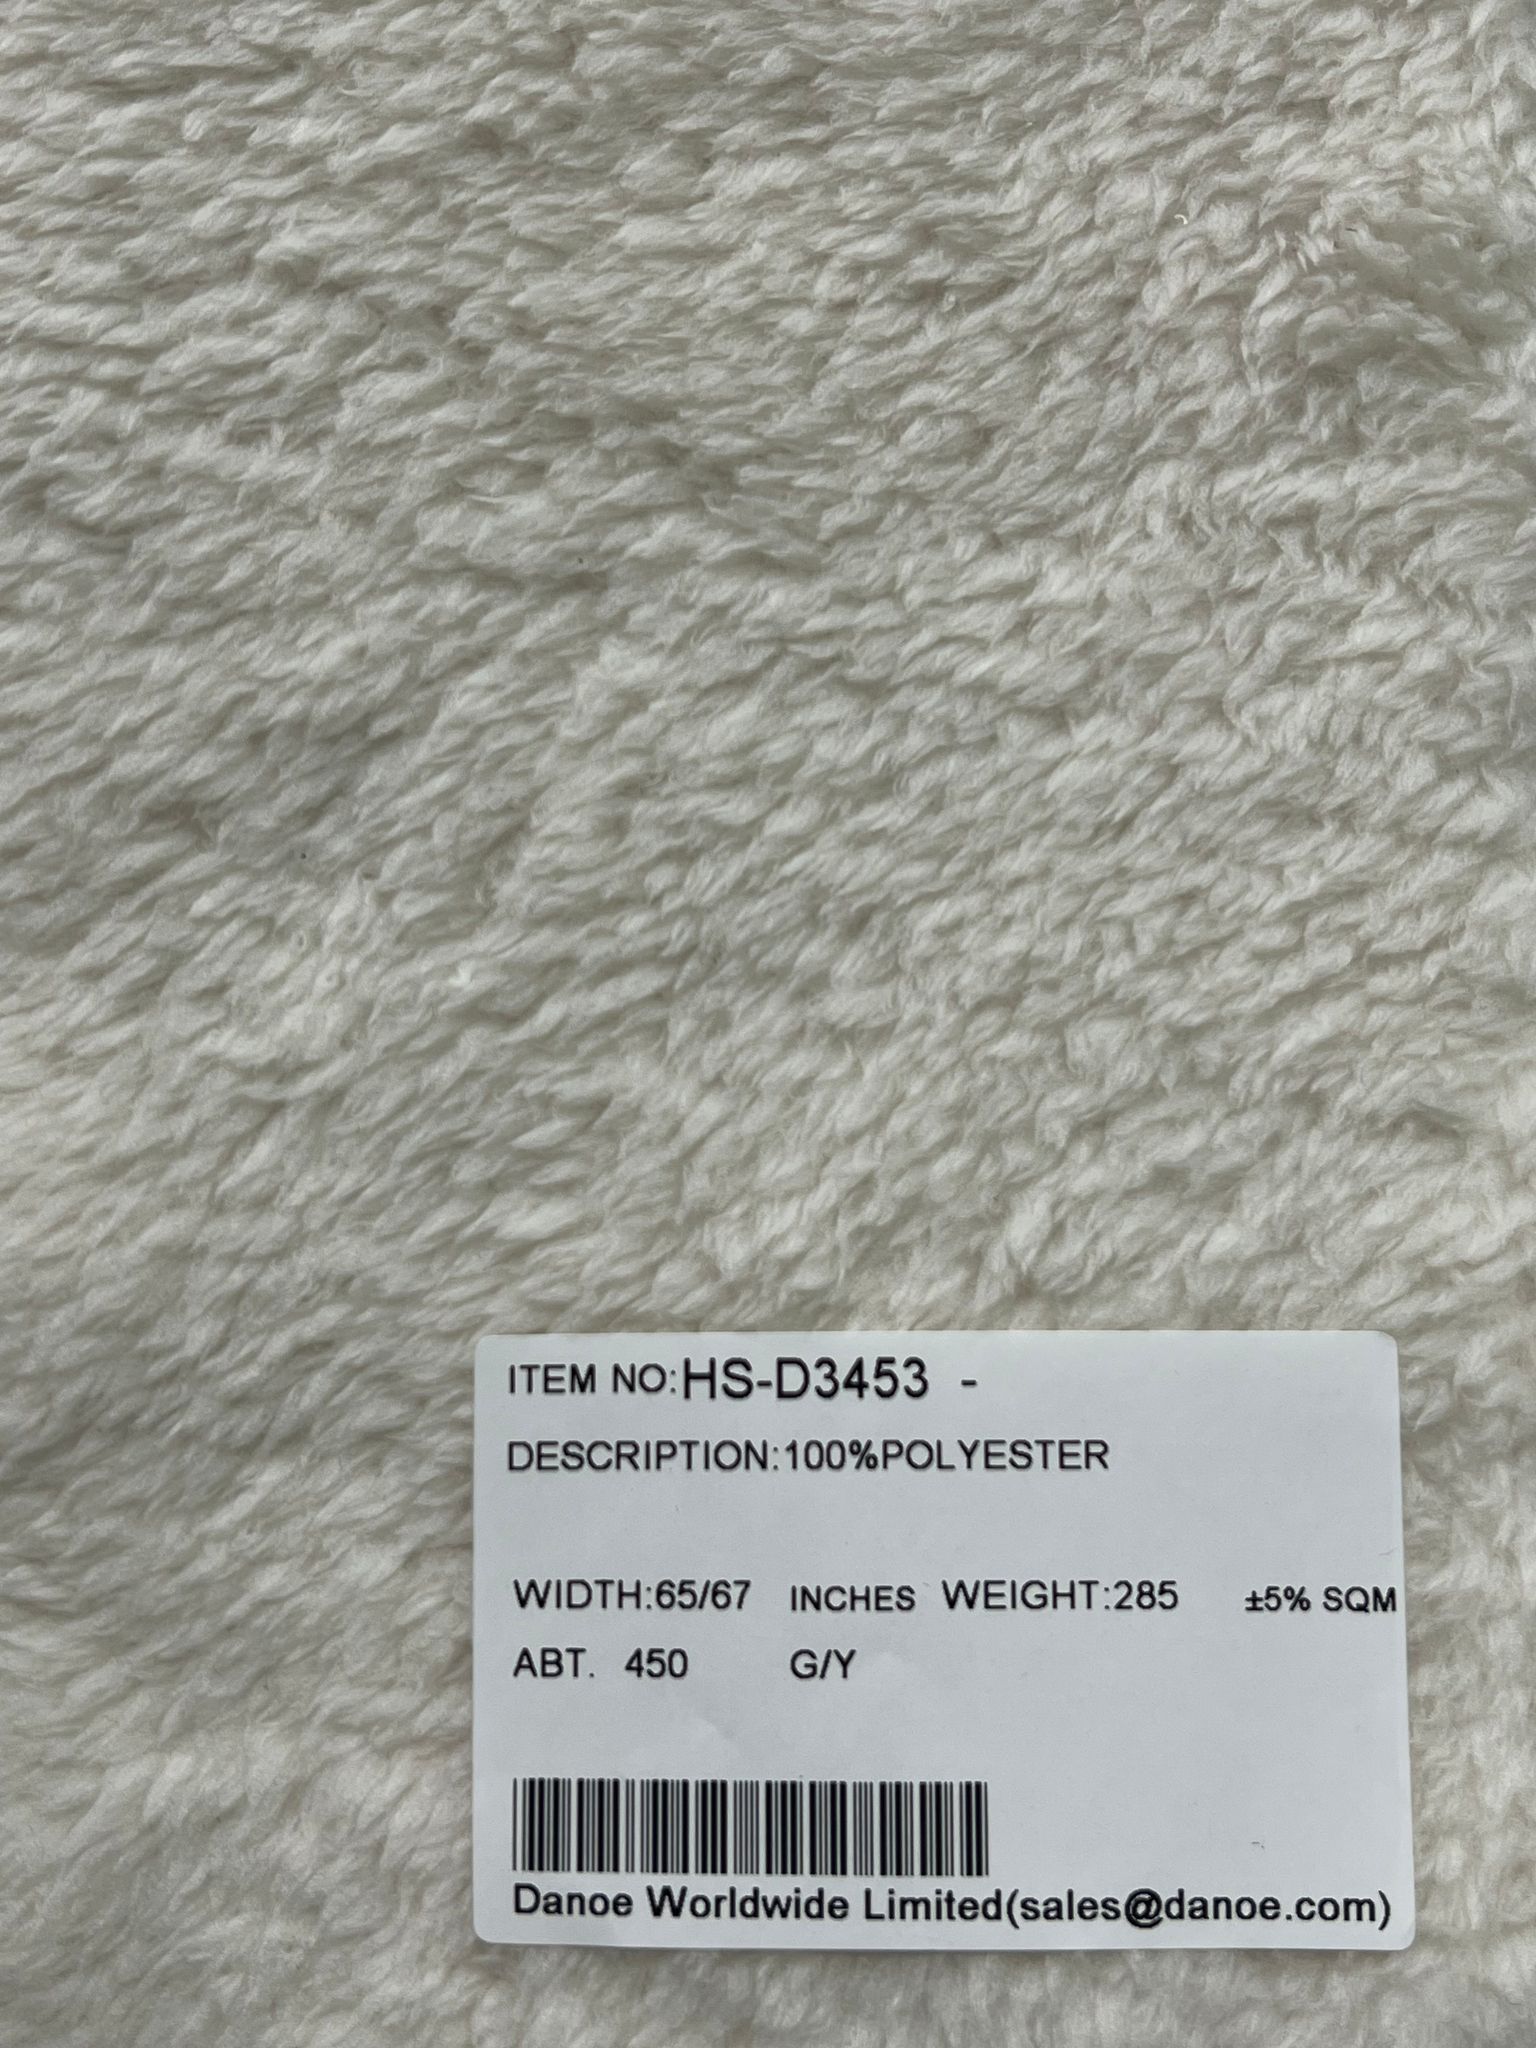 ITEM NO:HS-D3453 -
DESCRIPTION:100%POLYESTER
WIDTH:65/67 INCHES WEIGHT:285 ±5% SQM
ABT. 450 G/Y
Danoe Worldwide Limited(sales@danoe.com)